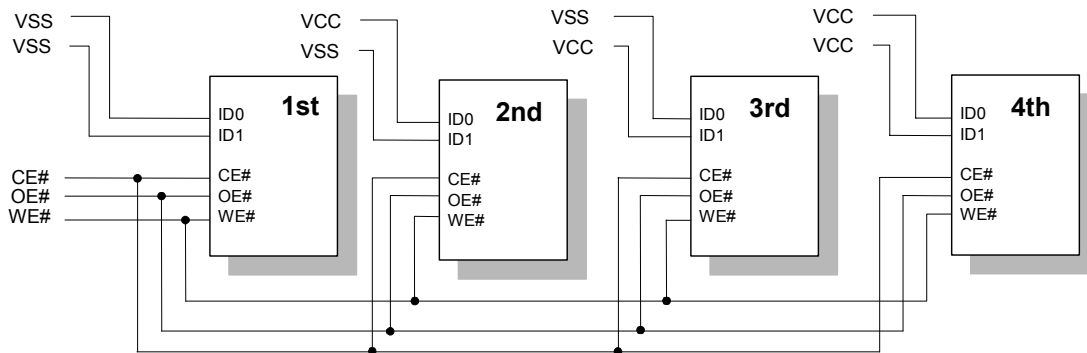 VSS
VSS
VCC
VSS
VSS
VCC
VCC
VCC
1st
ID0
ID1
CE#
OE#
WE#
2nd
ID0
ID1
CE#
OE#
WE#
3rd
ID0
ID1
CE#
OE#
WE#
4th
ID0
ID1
CE#
OE#
WE#
CE#
OE#
WE#